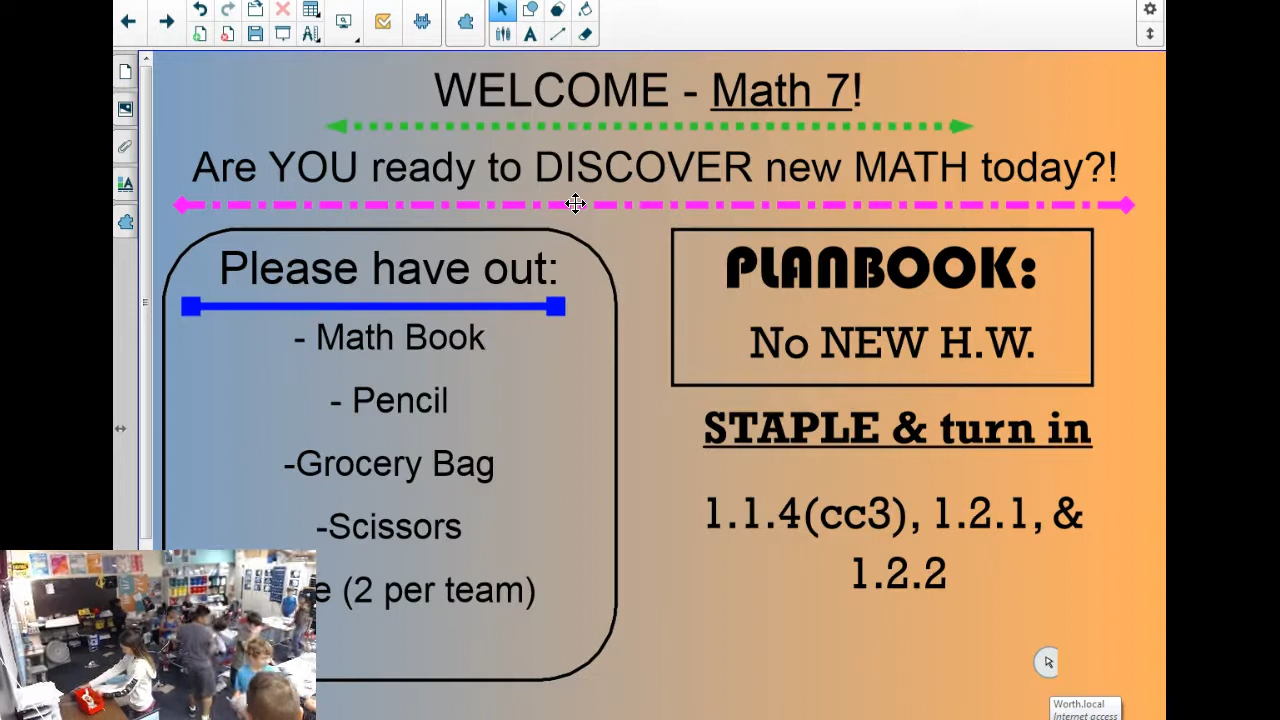 WELCOME - Math 7!
Are YOU ready to DISCOVER new MATH today?!
Please have out:
- Math Book
- Pencil
-Grocery Bag
-Scissors
(2 per team)
PLANBOOK:
No NEW H.W.
STAPLE & turn in
1.1.4(cc3), 1.2.1, &
1.2.2
Worth.local
Internet access